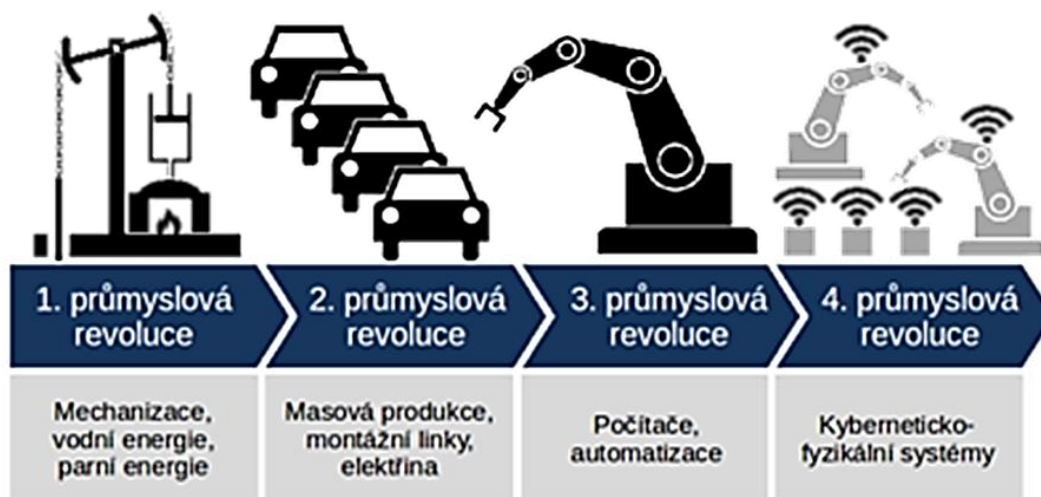 1. průmyslová
revoluce
2. průmyslová
revoluce
3. průmyslová
revoluce
4. průmyslová
revoluce
Mechanizace,
vodní energie,
parní energie
Masová produkce,
montážní linky,
elektřina
Počítače,
automatizace
Kyberneticko-
fyzikální systémy